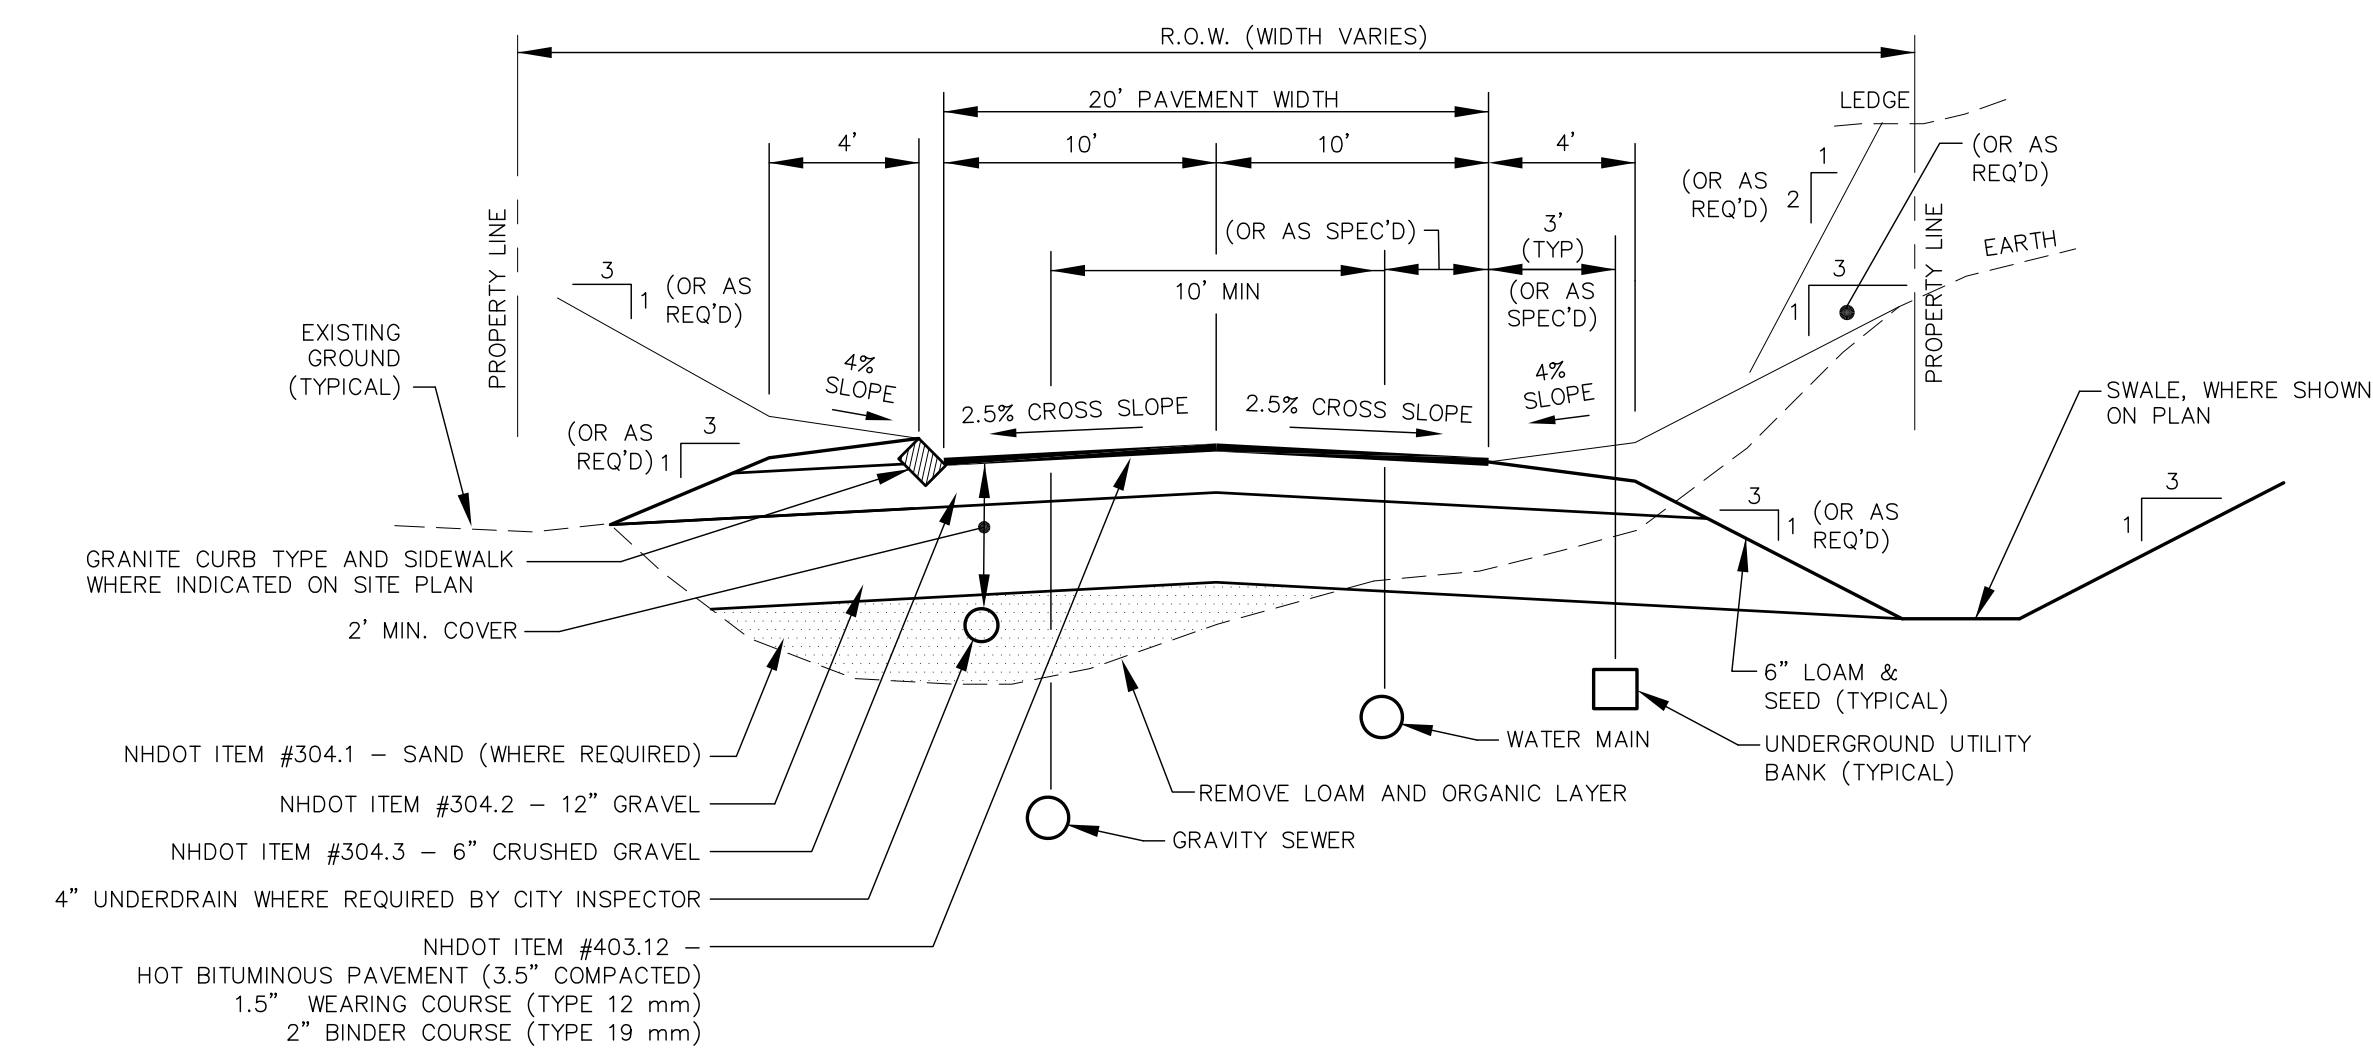 R.O.W. (WIDTH VARIES)
20' PAVEMENT WIDTH
LEDGE
4'
10'
10'
4'
(OR AS
REQ'D)
1
2
(OR AS
REQ'D)
PROPERTY LINE
PROPERTY LINE
(OR AS SPEC'D)
3'
(TYP)
EARTH
3
1
(OR AS
REQ'D)
10' MIN
(OR AS
SPEC'D)
3
1
EXISTING
GROUND
(TYPICAL)
4%
SLOPE
4%
SLOPE
2.5% CROSS SLOPE
2.5% CROSS SLOPE
SWALE, WHERE SHOWN
ON PLAN
(OR AS
REQ'D)
3
1
3
1
(OR AS
REQ'D)
3
1
GRANITE CURB TYPE AND SIDEWALK
WHERE INDICATED ON SITE PLAN
2' MIN. COVER
6" LOAM &
SEED (TYPICAL)
NHDOT ITEM #304.1 - SAND (WHERE REQUIRED)
WATER MAIN
UNDERGROUND UTILITY
BANK (TYPICAL)
NHDOT ITEM #304.2 - 12" GRAVEL
REMOVE LOAM AND ORGANIC LAYER
GRAVITY SEWER
NHDOT ITEM #304.3 - 6" CRUSHED GRAVEL
4" UNDERDRAIN WHERE REQUIRED BY CITY INSPECTOR
NHDOT ITEM #403.12 -
HOT BITUMINOUS PAVEMENT (3.5" COMPACTED)
1.5" WEARING COURSE (TYPE 12 mm)
2" BINDER COURSE (TYPE 19 mm)